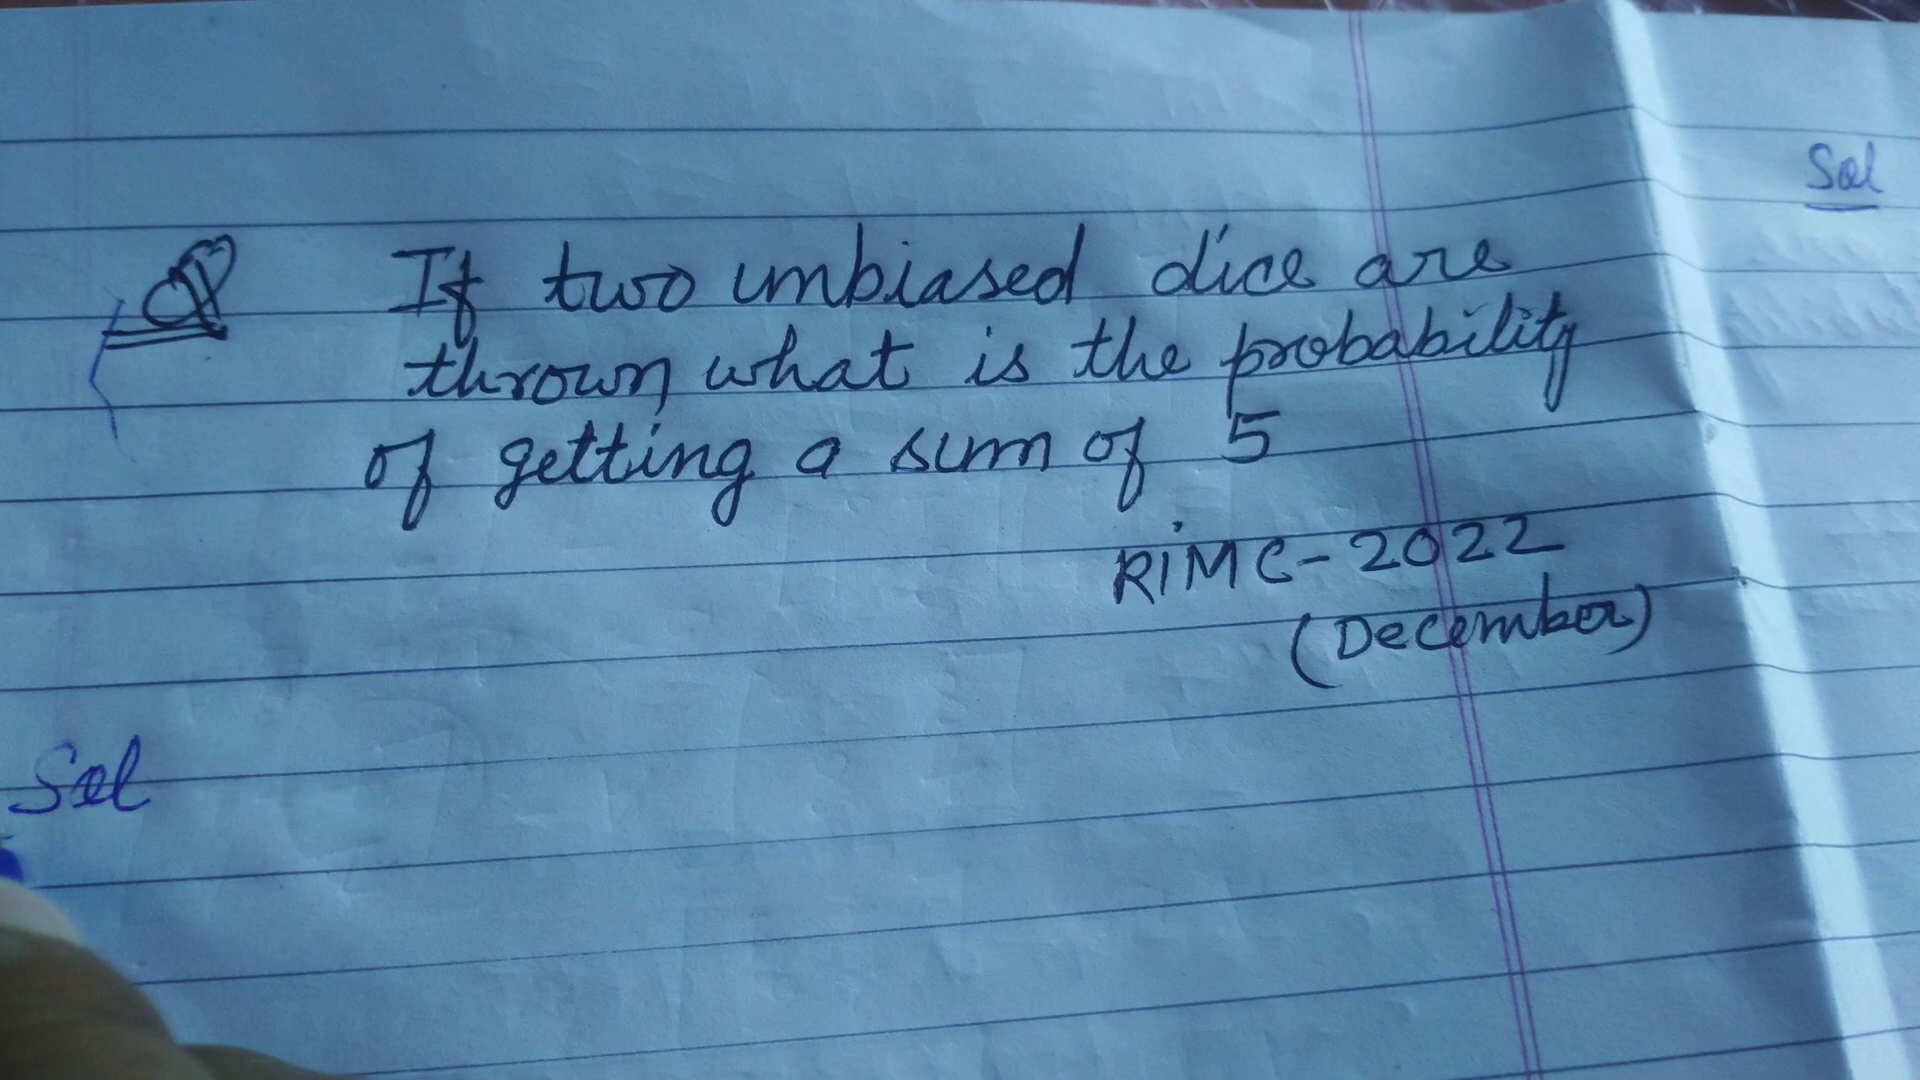 Q If two unbiased dice are
thrown what is the probability
of getting a sum of 5
RIMC-2022
(December)
Sol
Sol